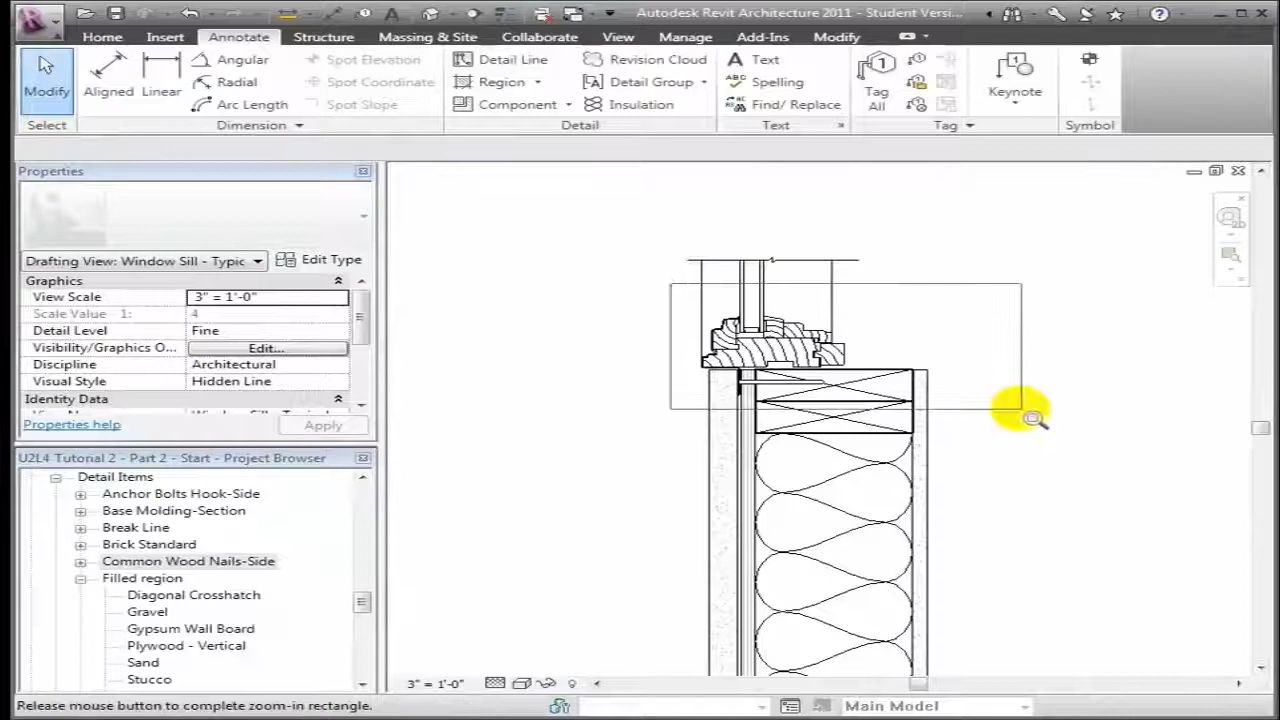 Autodesk Revit Architecture 2011 - Student Versi...
Home Insert Annotate Structure Massing & Site Collaborate View Manage Add-Ins Modify
Modify
Aligned
Linear
Angular
Radial
Arc Length
Spot Elevation
Spot Coordinate
Spot Slope
Detail Line
Region
Component
Revision Cloud
Detail Group
Insulation
Text
Spelling
Find/ Replace
Tag All
Keynote
Select Dimension Detail Text Tag Symbol
Properties
Drafting View: Window Sill - Typic Edit Type
Graphics
View Scale 3" = 1'-0"
Scale Value 1: 4
Detail Level Fine
Visibility/Graphics O... Edit...
Discipline Architectural
Visual Style Hidden Line
Identity Data
Properties help Apply
U2L4 Tutorial 2 - Part 2 - Start - Project Browser
Detail Items
Anchor Bolts Hook-Side
Base Molding-Section
Break Line
Brick Standard
Common Wood Nails-Side
Filled region
Diagonal Crosshatch
Gravel
Gypsum Wall Board
Plywood - Vertical
Sand
Stucco
2D
3" = 1'-0"
Release mouse button to complete zoom-in rectangle. Main Model